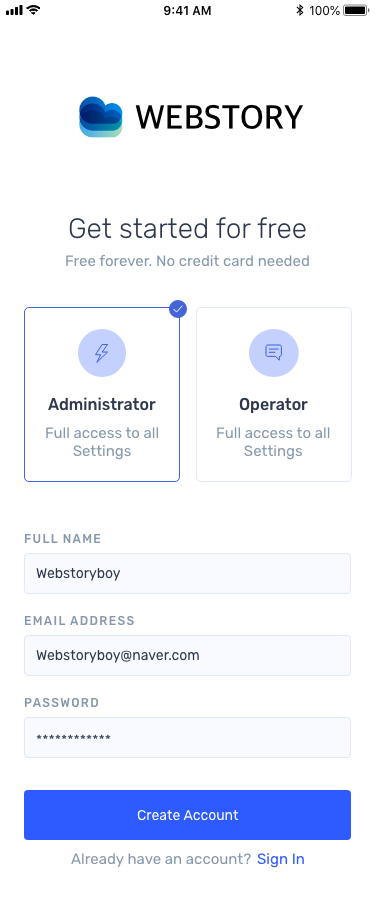 9:41 AM 100%
WEBSTORY
Get started for free
Free forever. No credit card needed
Administrator
Full access to all
Settings
Operator
Full access to all
Settings
FULL NAME
Webstoryboy
EMAIL ADDRESS
Webstoryboy@naver.com
PASSWORD
************
Create Account
Already have an account? Sign In